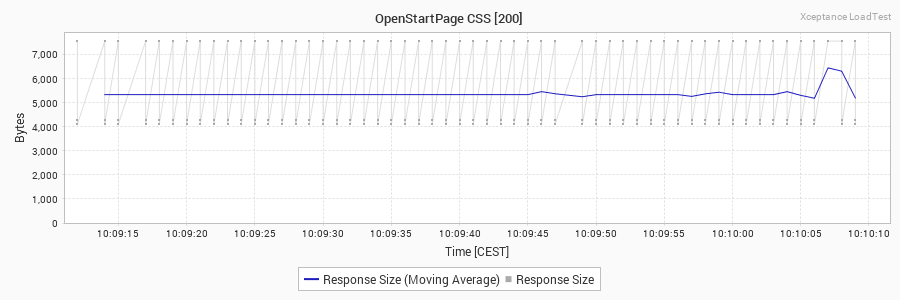 OpenStartPage CSS [200]
Xceptance LoadTest
7,000
6,000
5,000
4,000
3,000
2,000
1,000
0
Bytes
10:09:15 10:09:20 10:09:25 10:09:30 10:09:35 10:09:40 10:09:45 10:09:50 10:09:55 10:10:00 10:10:05 10:10:10
Time [CEST]
Response Size (Moving Average) Response Size